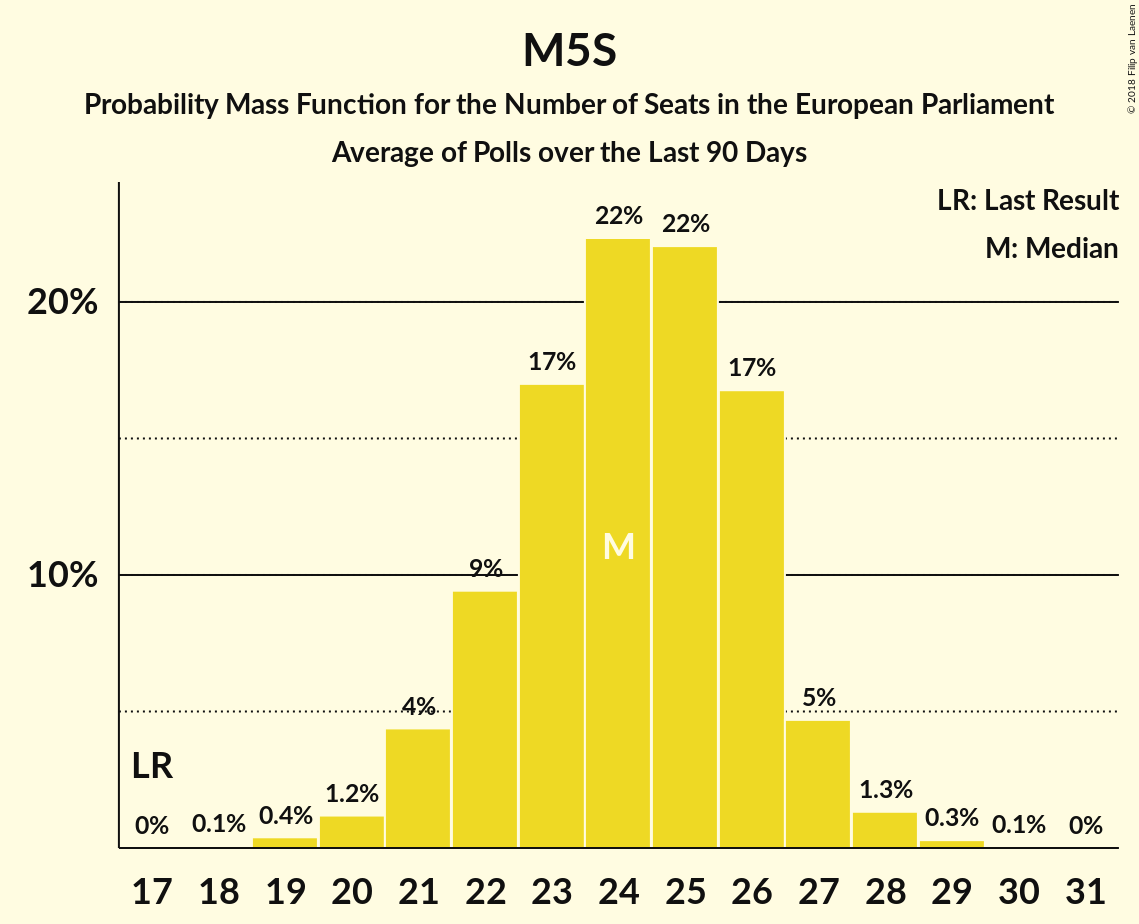 M5S
Probability Mass Function for the Number of Seats in the European Parliament
Average of Polls over the Last 90 Days
© 2018 Filip van Laenen
LR: Last Result
M: Median
20%
10%
22%
22%
17%
17%
M
9%
4%
5%
LR
0%
0.1%
0.4%
1.2%
1.3%
0.3%
0.1%
0%
17 18 19 20 21 22 23 24 25 26 27 28 29 30 31